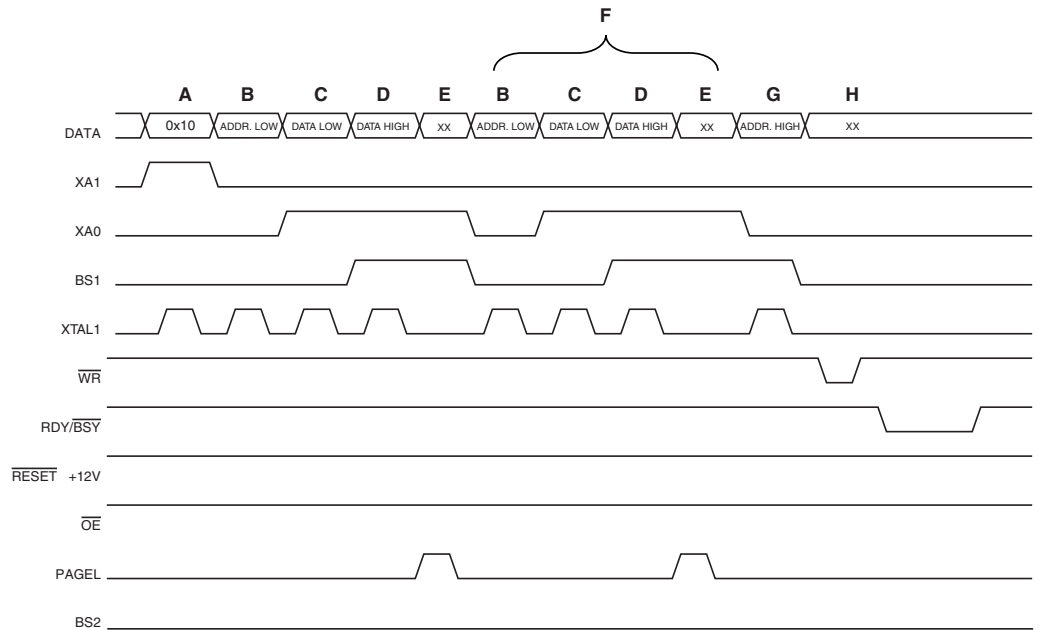 F
A B C D E B C D E G H
DATA 0x10 ADDR. LOW DATA LOW DATA HIGH XX ADDR. LOW DATA LOW DATA HIGH XX ADDR. HIGH XX
XA1
XA0
BS1
XTAL1
WR
RDY/BSY
RESET +12V
OE
PAGEL
BS2